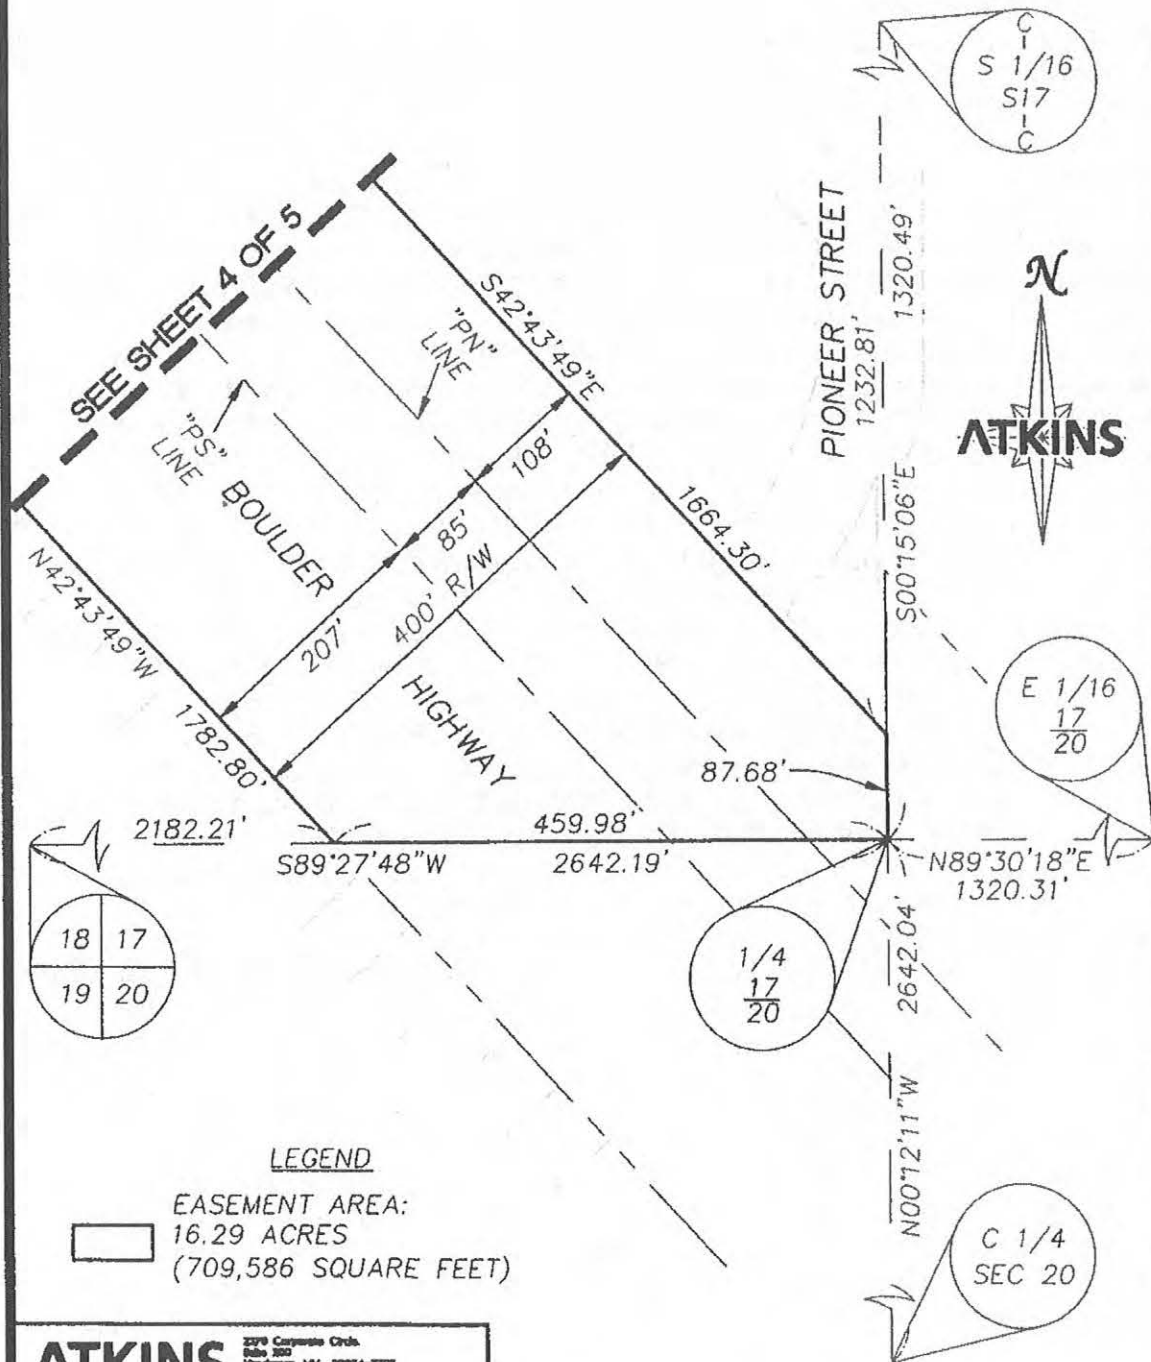 C
S 1/16
S17
C
PIONEER STREET
1232.81'
1320.49'
N
ATKINS
SEE SHEET 4 OF 5
S42°43'49"E
"PN"
LINE
"PS"
LINE
BOULDER
108'
85'
400' R/W
207'
1664.30'
S00°15'06"E
N42°43'49"W
1782.80'
HIGHWAY
E 1/16
17
20
87.68'
2182.21'
459.98'
S89°27'48"W
2642.19'
N89°30'18"E
1320.31'
18 17
19 20
1/4
17
20
2642.04'
N00°12'11"W
LEGEND
EASEMENT AREA:
16.29 ACRES
(709,586 SQUARE FEET)
C 1/4
SEC 20
ATKINS
Corporate Circle